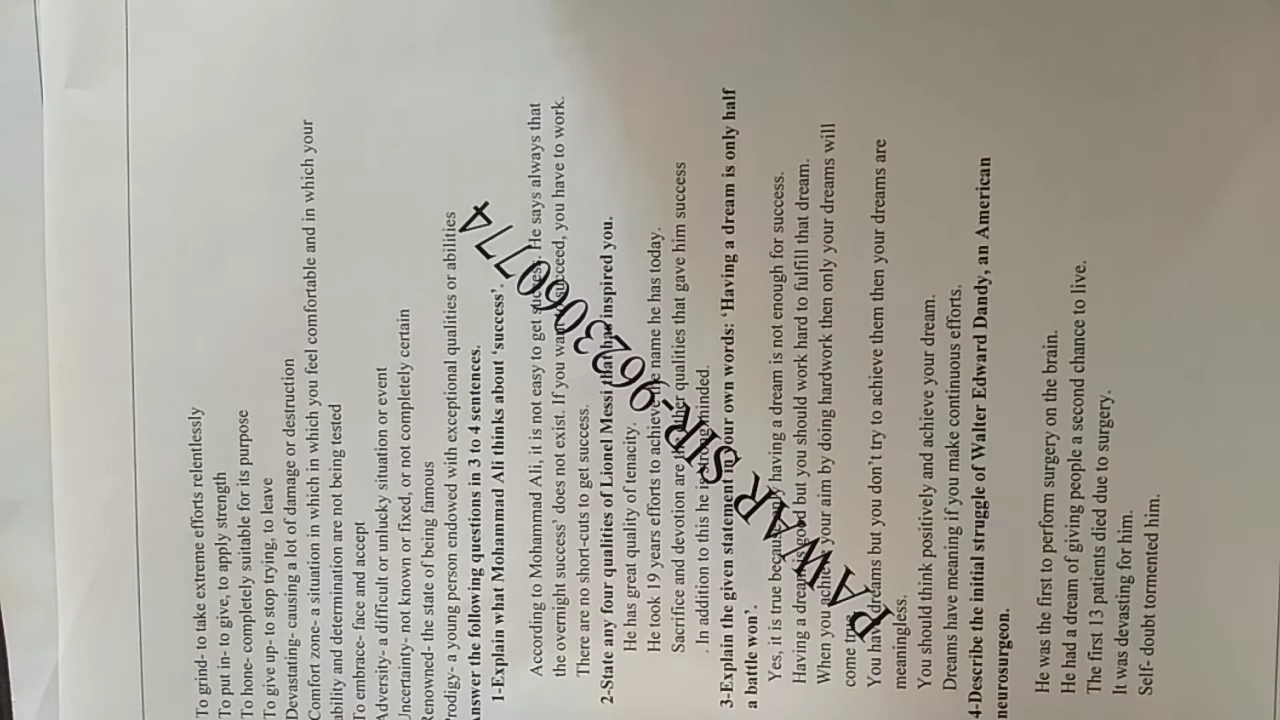 To grind- to take extreme efforts relentlessly
To put in- to give, to apply strength
To hone- completely suitable for its purpose
To give up- to stop trying, to leave
Devastating- causing a lot of damage or destruction
Comfort zone- a situation in which in which you feel comfortable and in which your
ability and determination are not being tested
To embrace- face and accept
Adversity- a difficult or unlucky situation or event
Uncertainty- not known or fixed, or not completely certain
Renowned- the state of being famous
Prodigy- a young person endowed with exceptional qualities or abilities
Answer the following questions in 3 to 4 sentences.
1-Explain what Mohammad Ali thinks about ‘success’.
According to Mohammad Ali, it is not easy to get success. He says always that
the overnight success’ does not exist. If you want succeed, you have to work.
There are no short-cuts to get success.
2-State any four qualities of Lionel Messi that has inspired you.
He has great quality of tenacity.
He took 19 years efforts to achieve the name he has today.
Sacrifice and devotion are other qualities that gave him success
. In addition to this he is strong minded.
3-Explain the given statement in your own words: ‘Having a dream is only half
a battle won’.
Yes, it is true because only having a dream is not enough for success.
Having a dream is good but you should work hard to fulfill that dream.
When you achieve your aim by doing hardwork then only your dreams will
come true
You have dreams but you don’t try to achieve them then your dreams are
meaningless.
You should think positively and achieve your dream.
Dreams have meaning if you make continuous efforts.
4-Describe the initial struggle of Walter Edward Dandy, an American
neurosurgeon.
He was the first to perform surgery on the brain.
He had a dream of giving people a second chance to live.
The first 13 patients died due to surgery.
It was devasting for him.
Self- doubt tormented him.
PAWAR SIR-9623060774